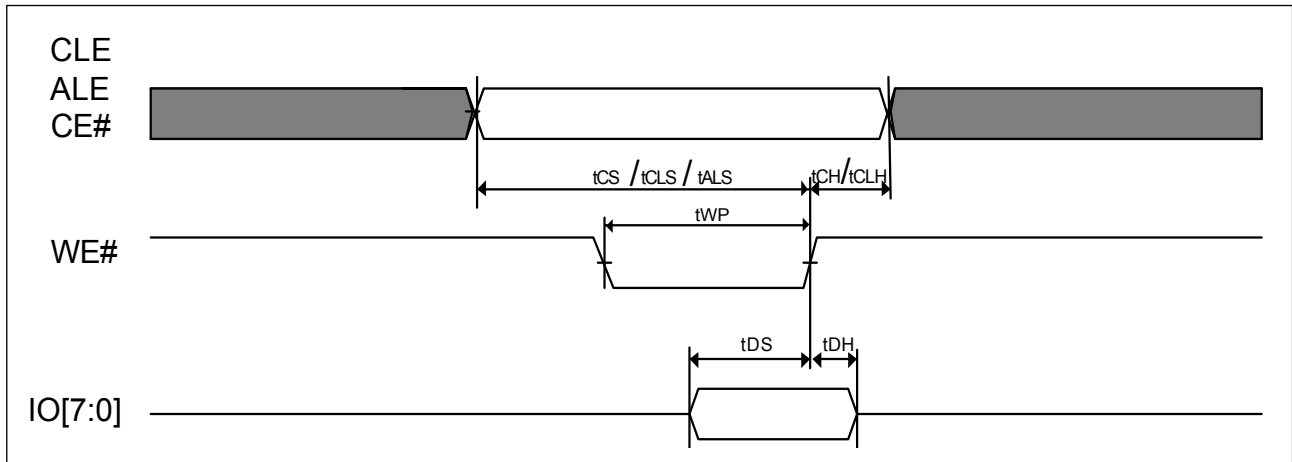 CLE
ALE
CE#
tCS /tCLS / tALS
tCH/tCLH
tWP
WE#
tDS
tDH
IO[7:0]